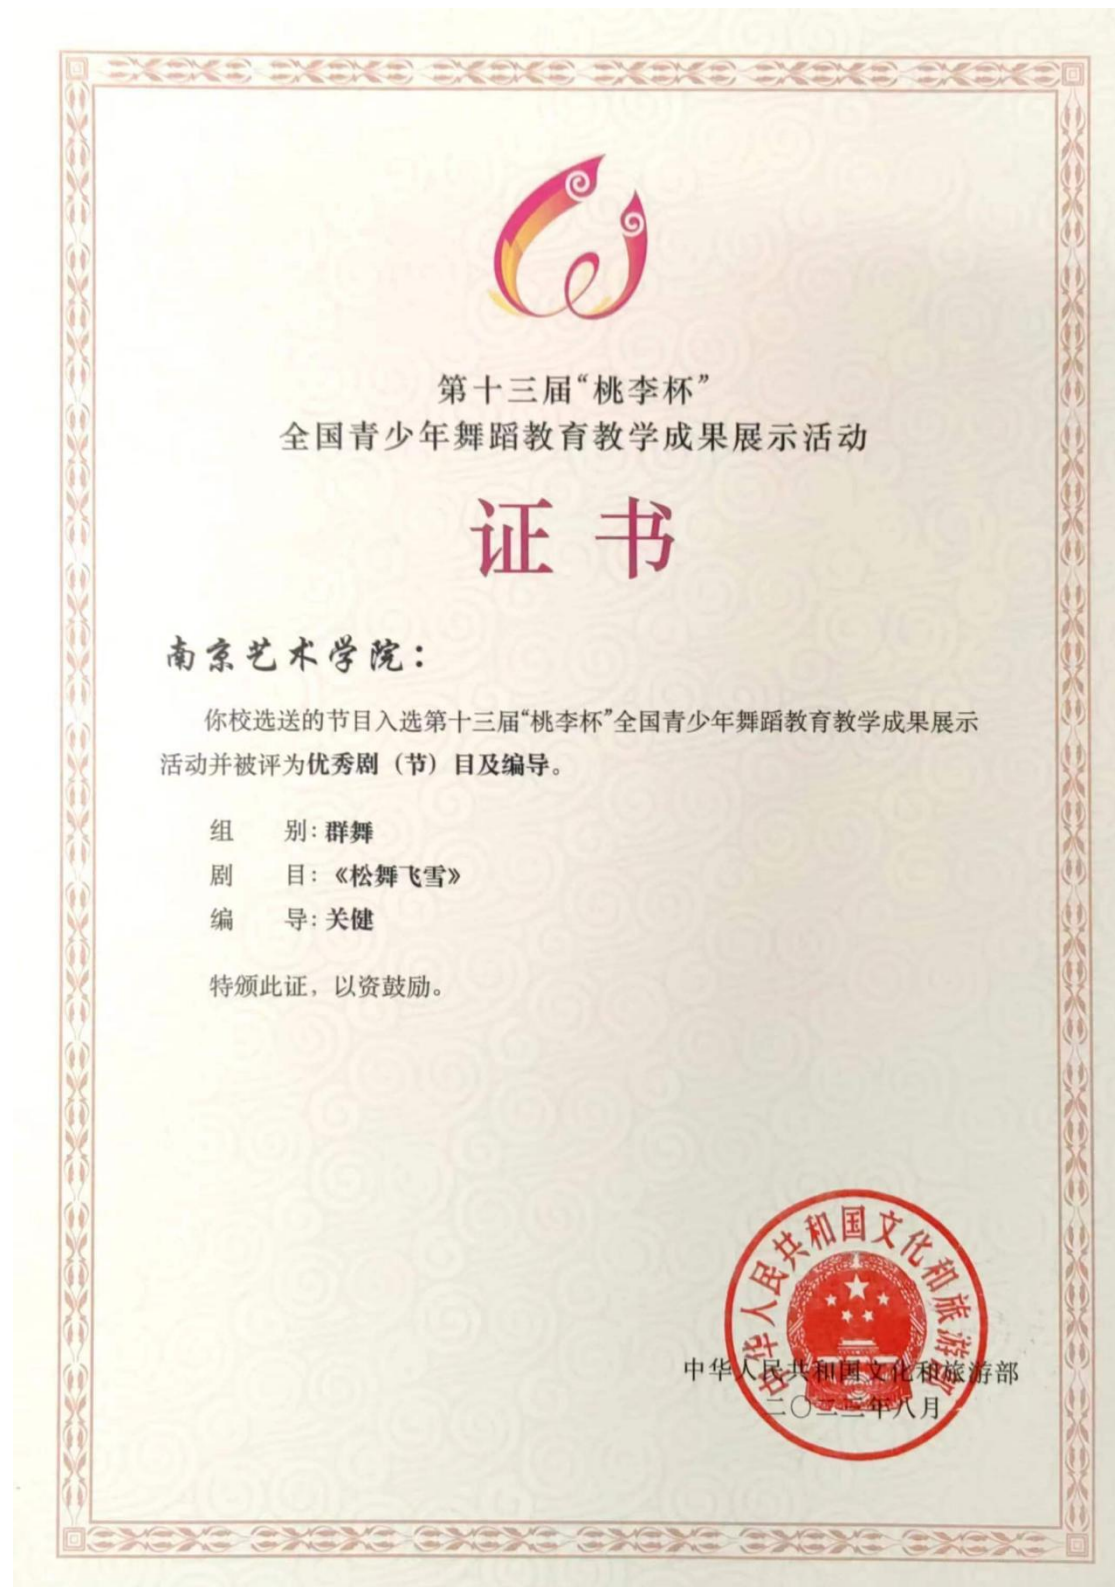 第十三届“桃李杯”
全国青少年舞蹈教育教学成果展示活动
证书
南京艺术学院：
你校选送的节目入选第十三届“桃李杯”全国青少年舞蹈教育教学成果展示
活动并被评为优秀剧（节）目及编导。
组 别：群舞
剧 目：《松舞飞雪》
编 导：关健
特颁此证，以资鼓励。
中华人民共和国文化和旅游部
中华人民共和国文化和旅游部
年八月